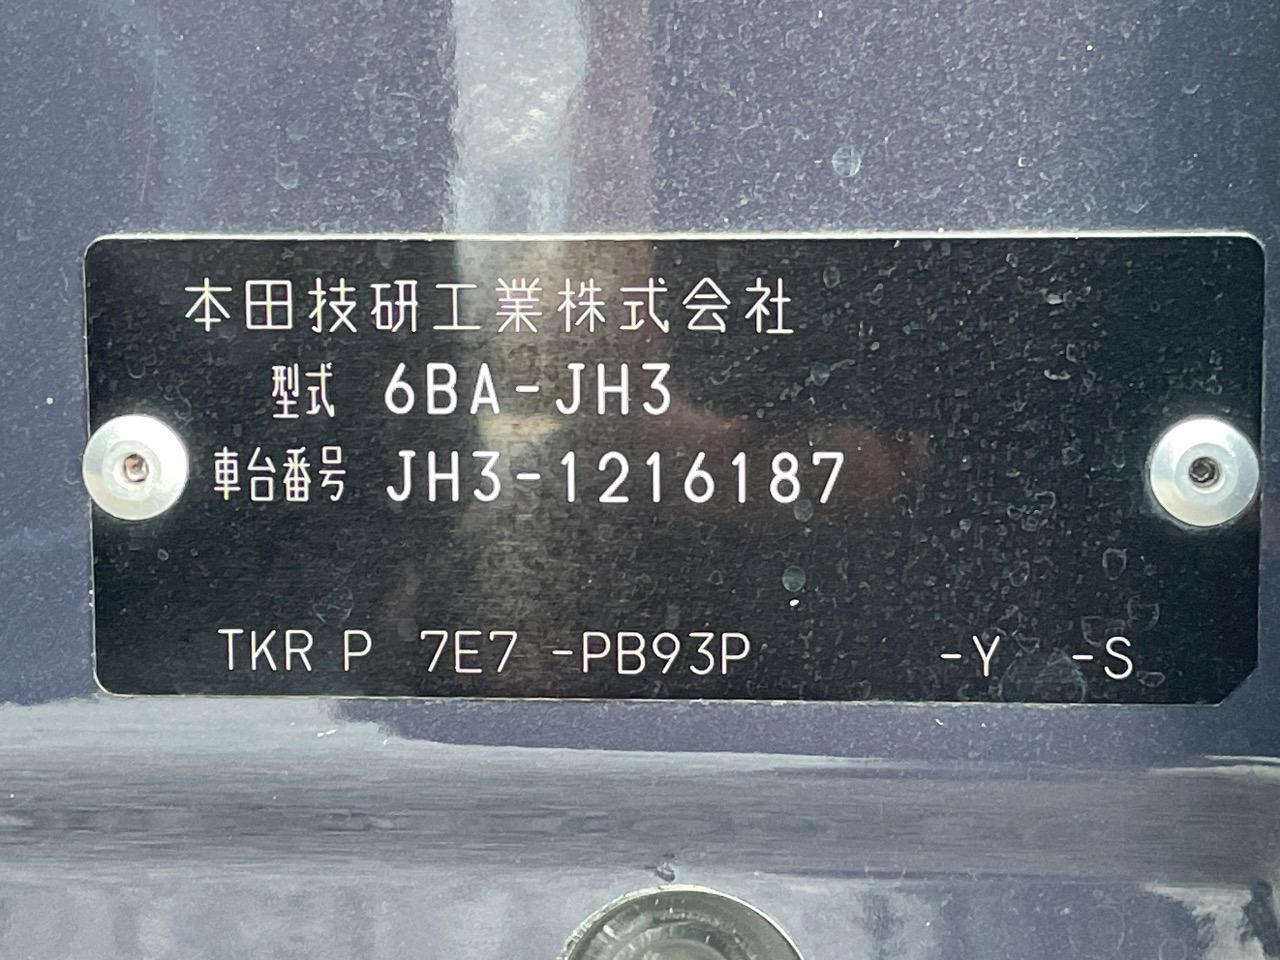 本田技研工業株式会社
型式 6BA-JH3
車台番号 JH3-1216187
TKR P 7E7 -PB93P -Y -S